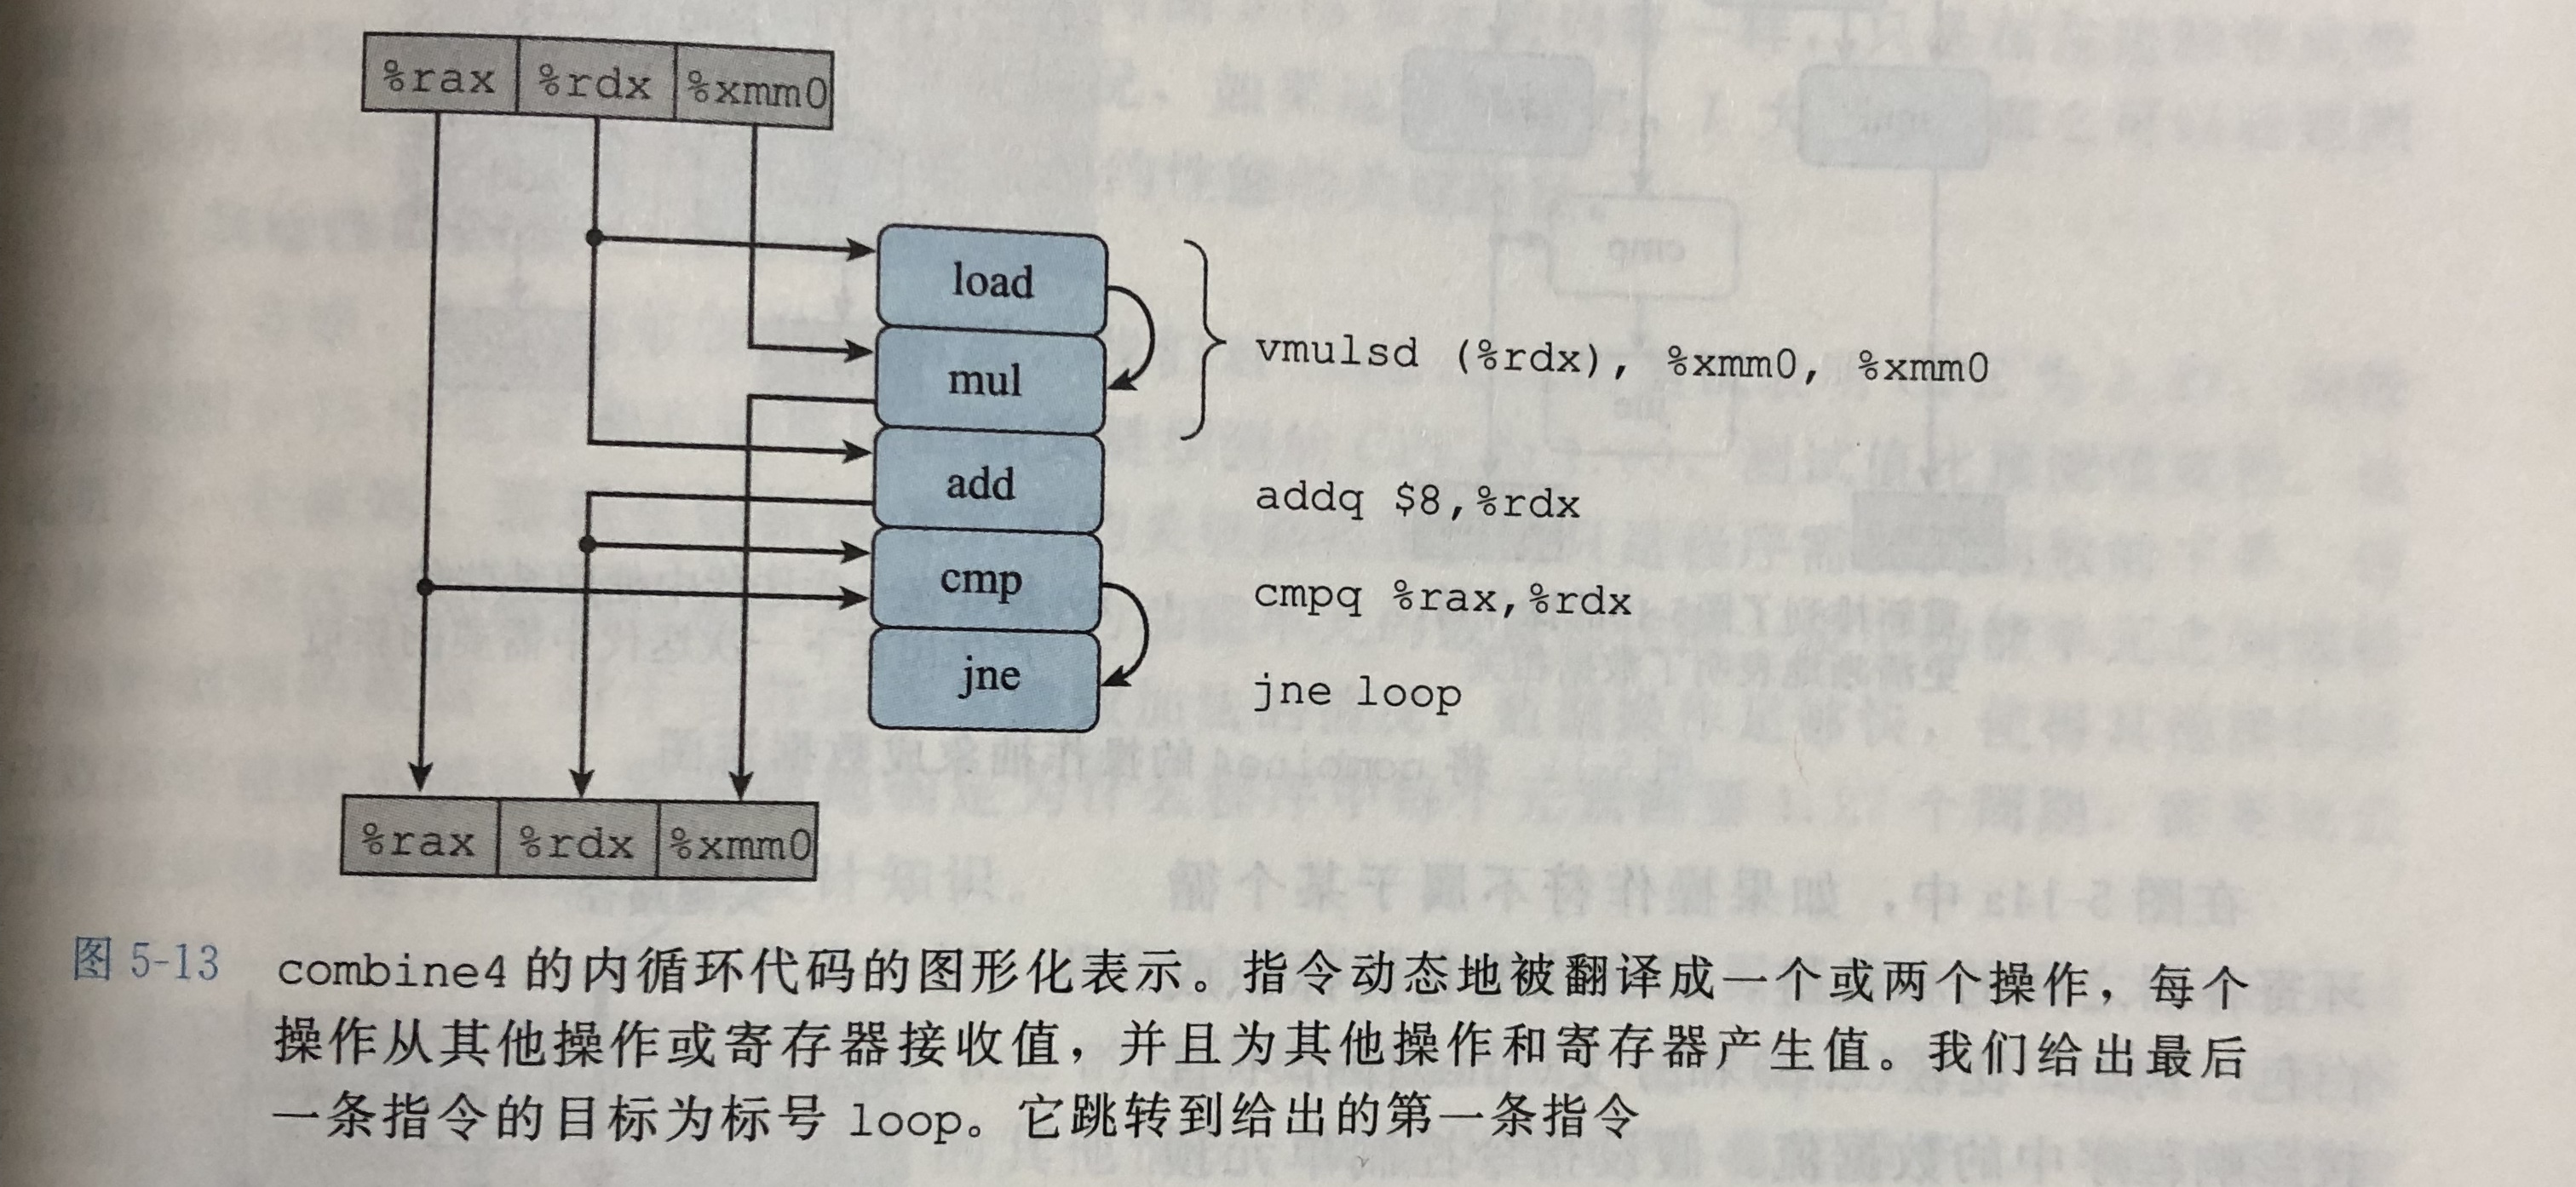 %rax %rdx %xmm0
load
mul
vmulsd (%rdx), %xmm0, %xmm0
add
addq $8,%rdx
cmp
cmpq %rax,%rdx
jne
jne loop
%rax %rdx %xmm0
图 5-13 combine4 的内循环代码的图形化表示。指令动态地被翻译成一个或两个操作，每个
操作从其他操作或寄存器接收值，并且为其他操作和寄存器产生值。我们给出最后
一条指令的目标为标号 loop。它跳转到给出的第一条指令